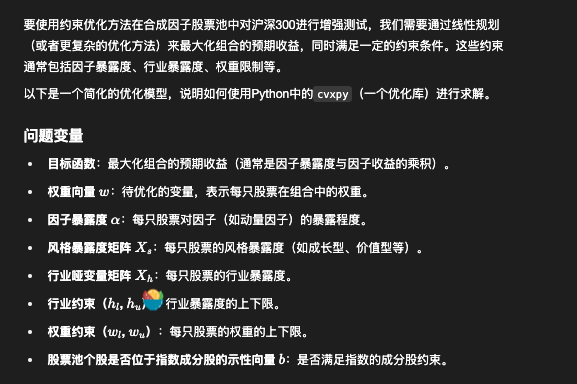 要使用约束优化方法在合成因子股票池中对沪深300进行增强测试，我们需要通过线性规划
（或者更复杂的优化方法）来最大化组合的预期收益，同时满足一定的约束条件。这些约束
通常包括因子暴露度、行业暴露度、权重限制等。
以下是一个简化的优化模型，说明如何使用Python中的 cvxpy （一个优化库）进行求解。
问题变量
• 目标函数：最大化组合的预期收益（通常是因子暴露度与因子收益的乘积）。
• 权重向量 w：待优化的变量，表示每只股票在组合中的权重。
• 因子暴露度 α：每只股票对因子（如动量因子）的暴露程度。
• 风格暴露度矩阵 Xₛ：每只股票的风格暴露度（如成长型、价值型等）。
• 行业哑变量矩阵 Xₕ：每只股票的行业暴露度。
• 行业约束（hₗ, hᵤ 行业暴露度的上下限。
• 权重约束（wₗ, wᵤ）：每只股票的权重的上下限。
• 股票池个股是否位于指数成分股的示性向量 b：是否满足指数的成分股约束。